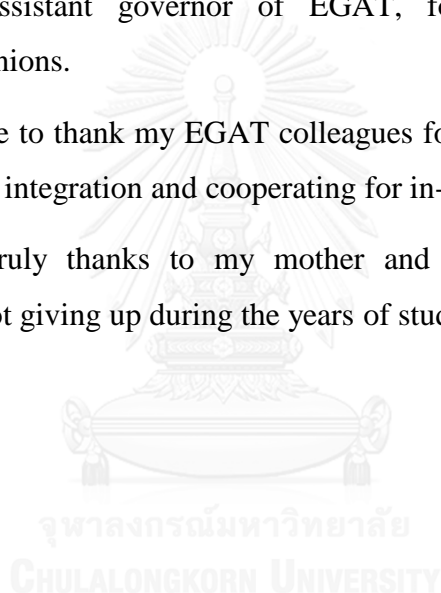 ssistant governor of EGAT, fo
nions.
e to thank my EGAT colleagues fo
integration and cooperating for in-
ruly thanks to my mother and
ot giving up during the years of stud
จุฬาลงกรณ์มหาวิทยาลัย
CHULALONGKORN UNIVERSITY